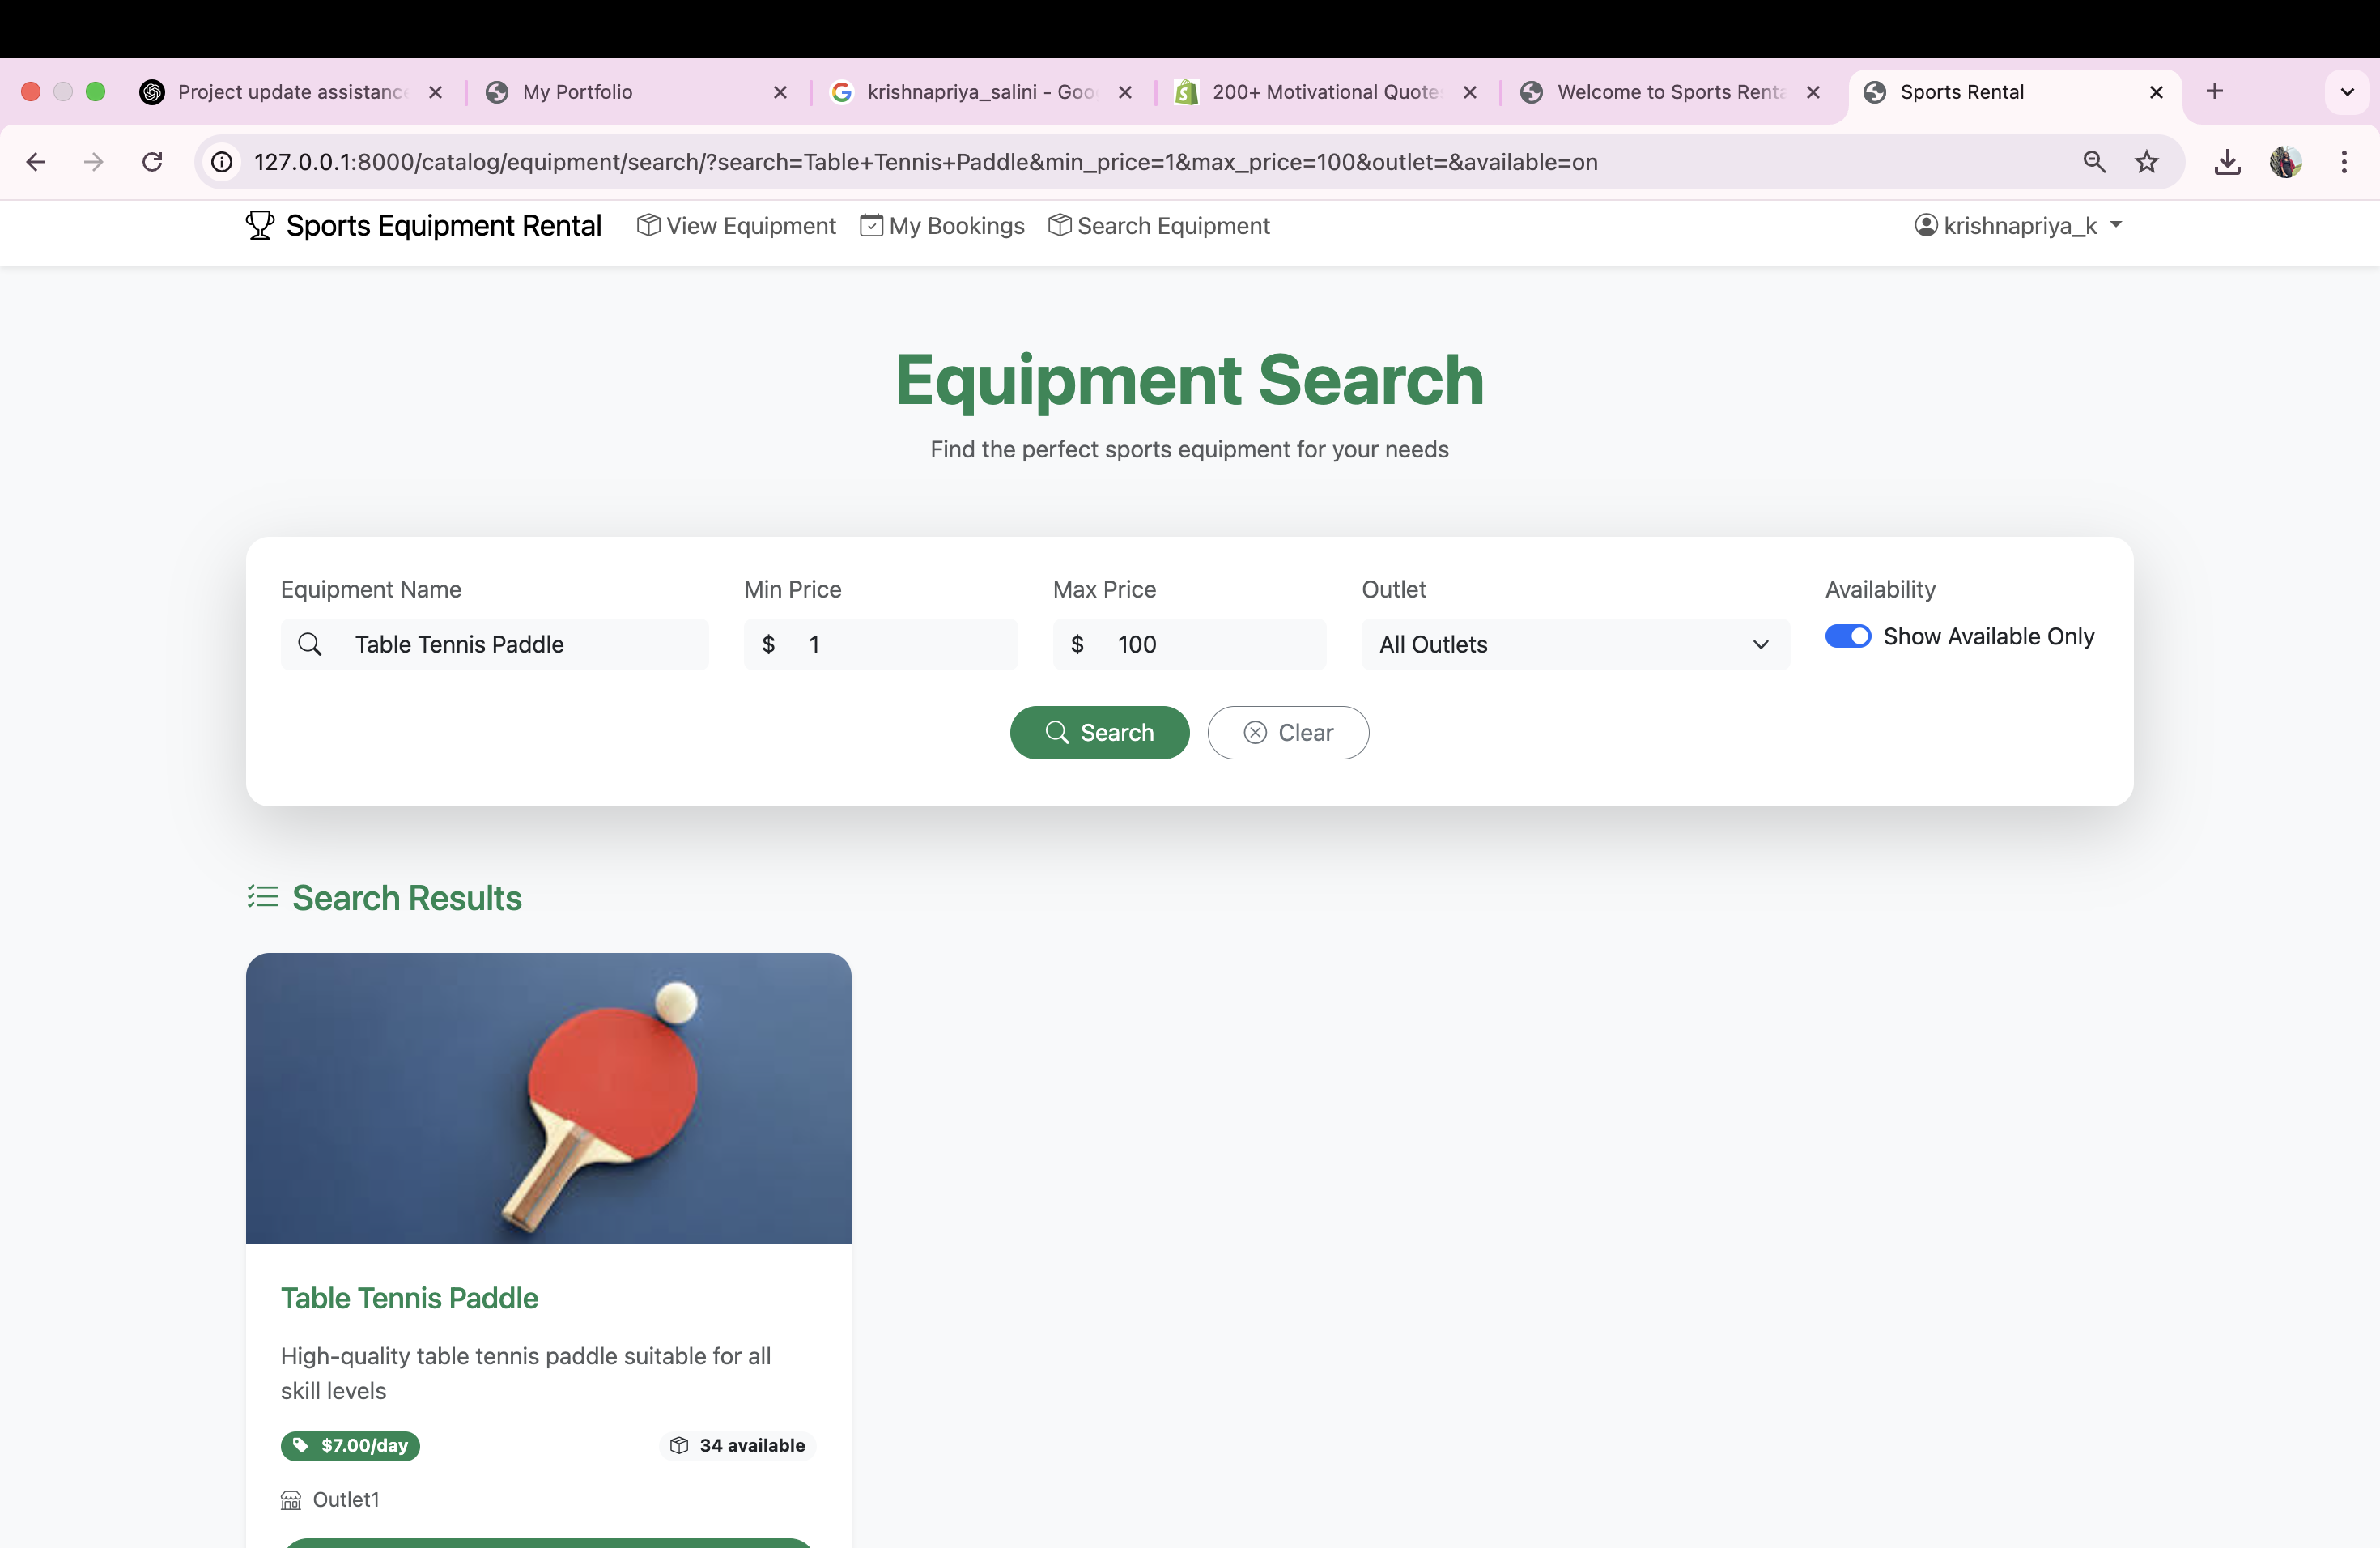 Project update assistanc
My Portfolio
krishnapriya_salini - Goo
200+ Motivational Quote
Welcome to Sports Renta
Sports Rental
127.0.0.1:8000/catalog/equipment/search/?search=Table+Tennis+Paddle&min_price=1&max_price=100&outlet=&available=on
Sports Equipment Rental
View Equipment
My Bookings
Search Equipment
krishnapriya_k
Equipment Search
Find the perfect sports equipment for your needs
Equipment Name
Min Price
Max Price
Outlet
Availability
Table Tennis Paddle
$ 1
$ 100
All Outlets
Show Available Only
Search
Clear
Search Results
Table Tennis Paddle
High-quality table tennis paddle suitable for all
skill levels
$7.00/day
34 available
Outlet1